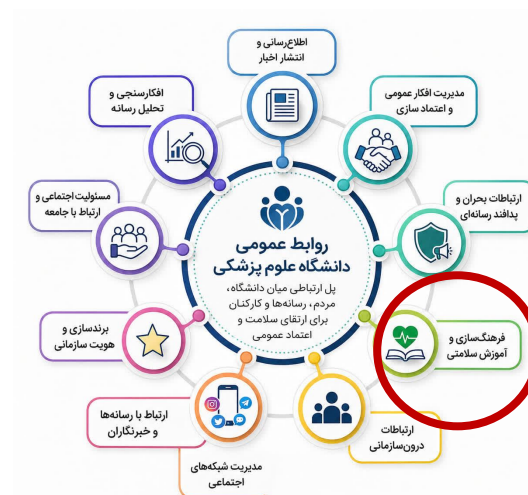 اطلاع‌رسانی و
انتشار اخبار
مدیریت افکار عمومی
و اعتماد سازی
افکارسنجی و
تحلیل رسانه
ارتباطات بحران و
پدافند رسانه‌ای
مسئولیت اجتماعی و
ارتباط با جامعه
روابط عمومی
دانشگاه علوم پزشکی
پل ارتباطی میان دانشگاه،
مردم، رسانه‌ها و کارکنان
برای ارتقای سلامت و
اعتماد عمومی
فرهنگ‌سازی و
آموزش سلامتی
برندسازی و
هویت سازمانی
ارتباطات
درون‌سازمانی
ارتباط با رسانه‌ها
و خبرنگاران
مدیریت شبکه‌های
اجتماعی